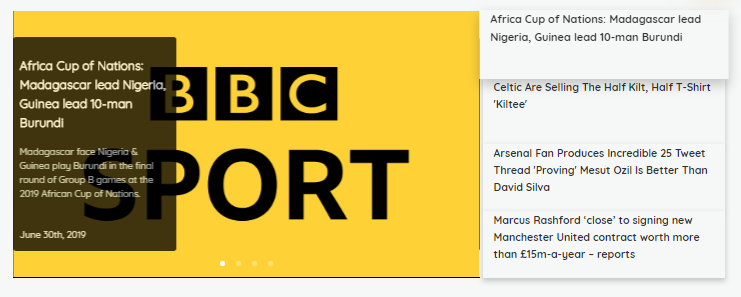 Africa Cup of Nations:
Madagascar lead Nigeria,
Guinea lead 10-man
Burundi
Madagascar face Nigeria &
Guinea play Burundi in the final
round of Group B games at the
2019 African Cup of Nations.
June 30th, 2019
BBC
SPORT
Africa Cup of Nations: Madagascar lead
Nigeria, Guinea lead 10-man Burundi
Celtic Are Selling The Half Kilt, Half T-Shirt
'Kiltee'
Arsenal Fan Produces Incredible 25 Tweet
Thread 'Proving' Mesut Ozil Is Better Than
David Silva
Marcus Rashford ‘close’ to signing new
Manchester United contract worth more
than £15m-a-year – reports